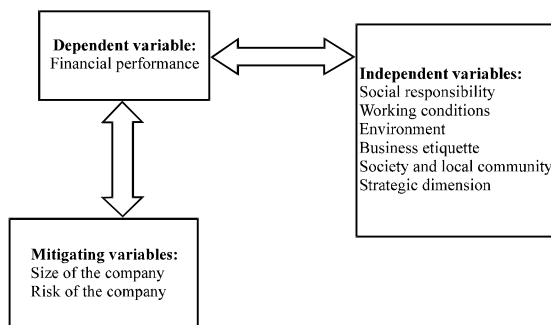 Dependent variable:
Financial performance
Independent variables:
Social responsibility
Working conditions
Environment
Business etiquette
Society and local community
Strategic dimension
Mitigating variables:
Size of the company
Risk of the company